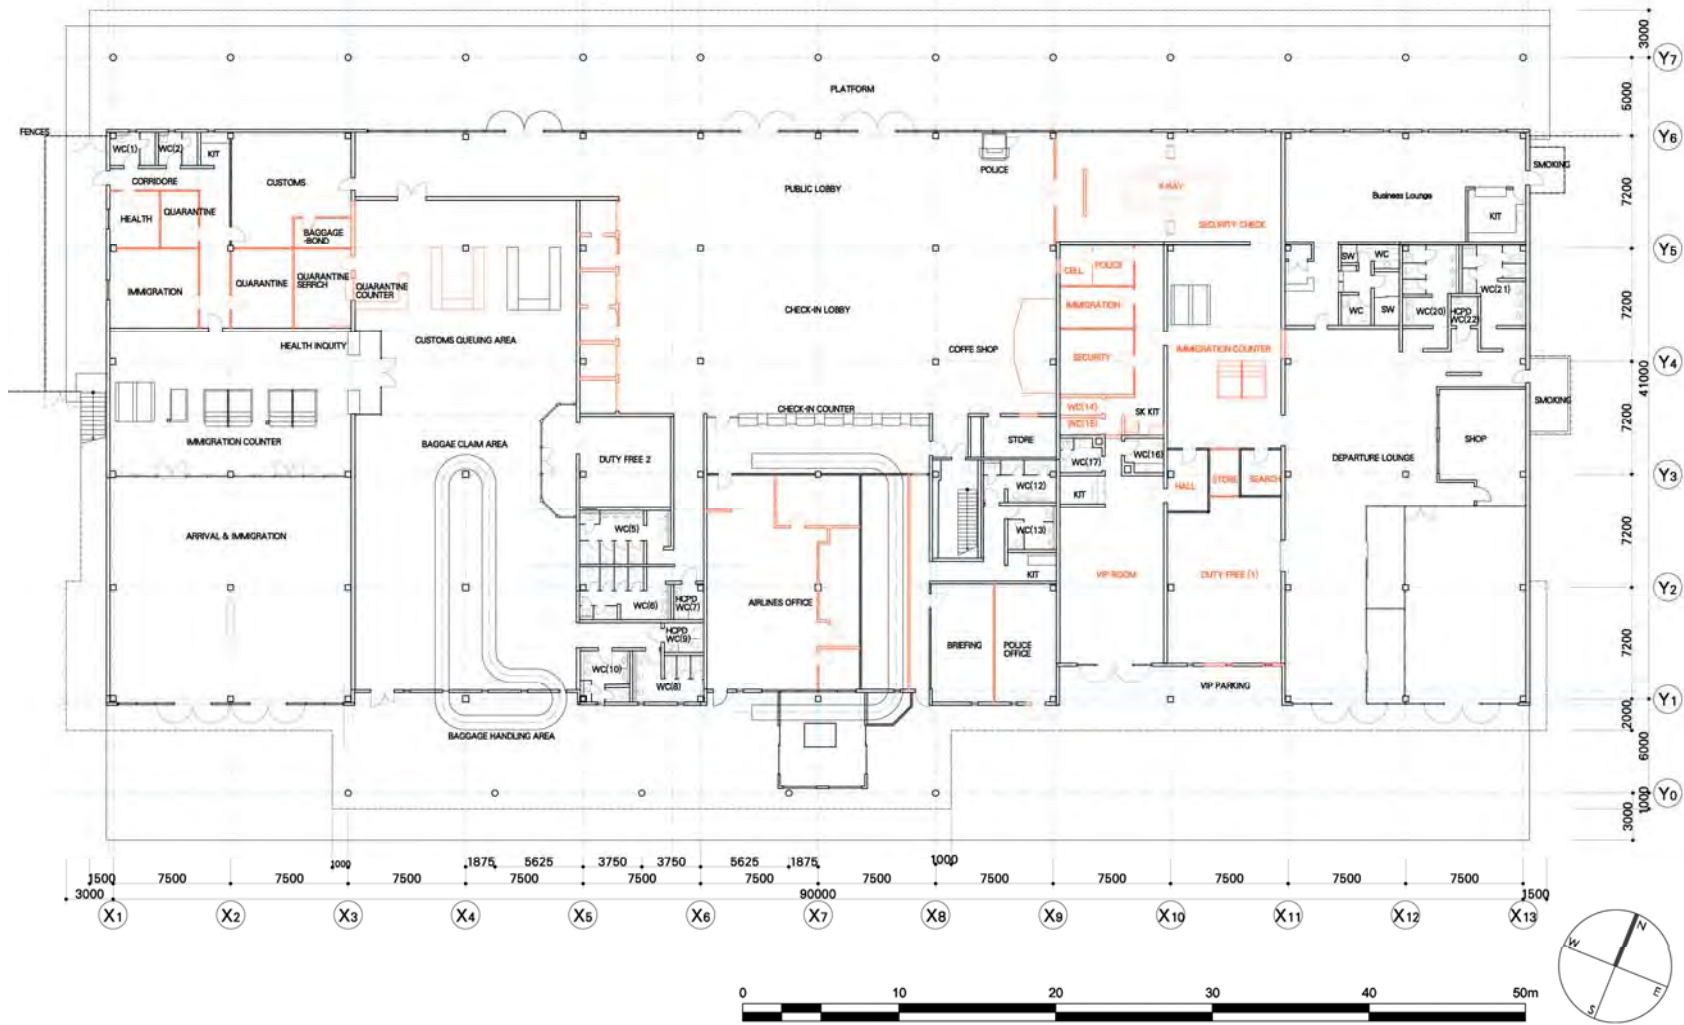 3000
Y7
PLATFORM
6000
FENCES
Y6
WC(1)
WC(2)
KIT
POLICE
SMOKING
CORRIDORE
CUSTOMS
PUBLIC LOBBY
X-RAY
Business Lounge
7200
HEALTH
QUARANTINE
BAGGAGE
-BOND
SECURITY CHECK
KIT
Y5
SW
WC
CELL
POLICE
IMMIGRATION
QUARANTINE
QUARANTINE
SERRCH
QUARANTINE
COUNTER
WC(21)
IMMIGRATION
CHECK-IN LOBBY
WC
SW
WC(20)
HCPD
WC(22)
7200
HEALTH INQUITY
CUSTOMS QUEUING AREA
COFFE SHOP
SECURITY
IMMIGRATION COUNTER
Y4
41000
SMOKING
CHECK-IN COUNTER
WC(14)
SK KIT
WC(15)
7200
IMMIGRATION COUNTER
BAGGAE CLAIM AREA
STORE
SHOP
DUTY FREE 2
WC(17)
WC(16)
DEPARTURE LOUNGE
Y3
WC(12)
HALL
STORE
SEARCH
KIT
ARRIVAL & IMMIGRATION
WC(5)
WC(13)
7200
KIT
VIP ROOM
DUTY FREE (1)
Y2
WC(6)
HCPD
WC(7)
AIRLINES OFFICE
HCPD
WC(9)
BRIEFING
POLICE
OFFICE
7200
WC(10)
WC(8)
VIP PARKING
Y1
2000
BAGGAGE HANDLING AREA
6000
Y0
1000
3000
1000
1875
5625
3750
3750
5625
1875
1000
1500
7500
7500
7500
7500
7500
7500
7500
7500
7500
7500
7500
7500
1500
3000
90000
X1
X2
X3
X4
X5
X6
X7
X8
X9
X10
X11
X12
X13
N
W
E
S
0
10
20
30
40
50m